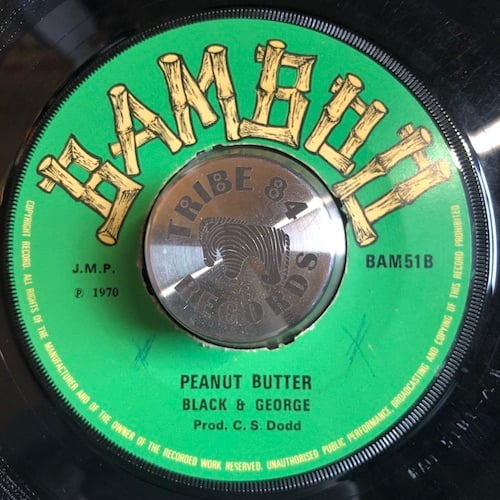 BAMBOO
TRIBE 84
RECORDS
J.M.P.
BAM51B
℗ 1970
PEANUT BUTTER
BLACK & GEORGE
Prod. C. S. Dodd
COPYRIGHT RECORD. ALL RIGHTS OF THE MANUFACTURER AND OF THE OWNER OF THE RECORDED WORK RESERVED. UNAUTHORISED PUBLIC PERFORMANCE, BROADCASTING AND COPYING OF THIS RECORD PROHIBITED